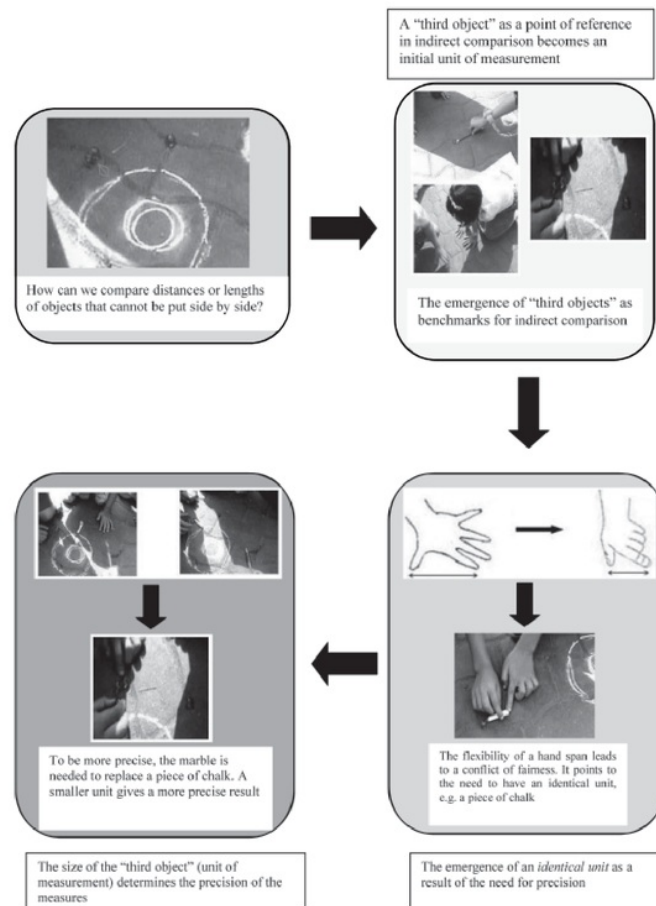 A “third object” as a point of reference
in indirect comparison becomes an
initial unit of measurement
How can we compare distances or lengths
of objects that cannot be put side by side?
The emergence of “third objects” as
benchmarks for indirect comparison
The flexibility of a hand span leads
to a conflict of fairness. It points to
the need to have an identical unit,
e.g. a piece of chalk
The emergence of an identical unit as a
result of the need for precision
To be more precise, the marble is
needed to replace a piece of chalk. A
smaller unit gives a more precise result
The size of the “third object” (unit of
measurement) determines the precision of the
measures